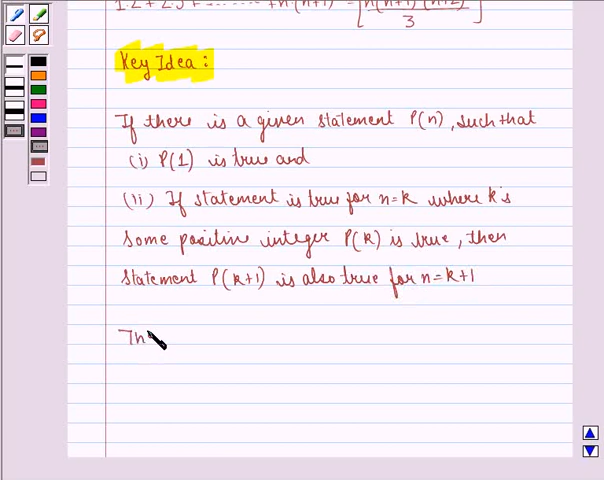 1.2 + 2.3 + ........ + n.(n+1) = [n(n+1)(n+2)/3]
Key Idea :
If there is a given statement P(n), such that
(i) P(1) is true and
(ii) If statement is true for n=k where k is
some positive integer P(k) is true, then
statement P(k+1) is also true for n=k+1
Th